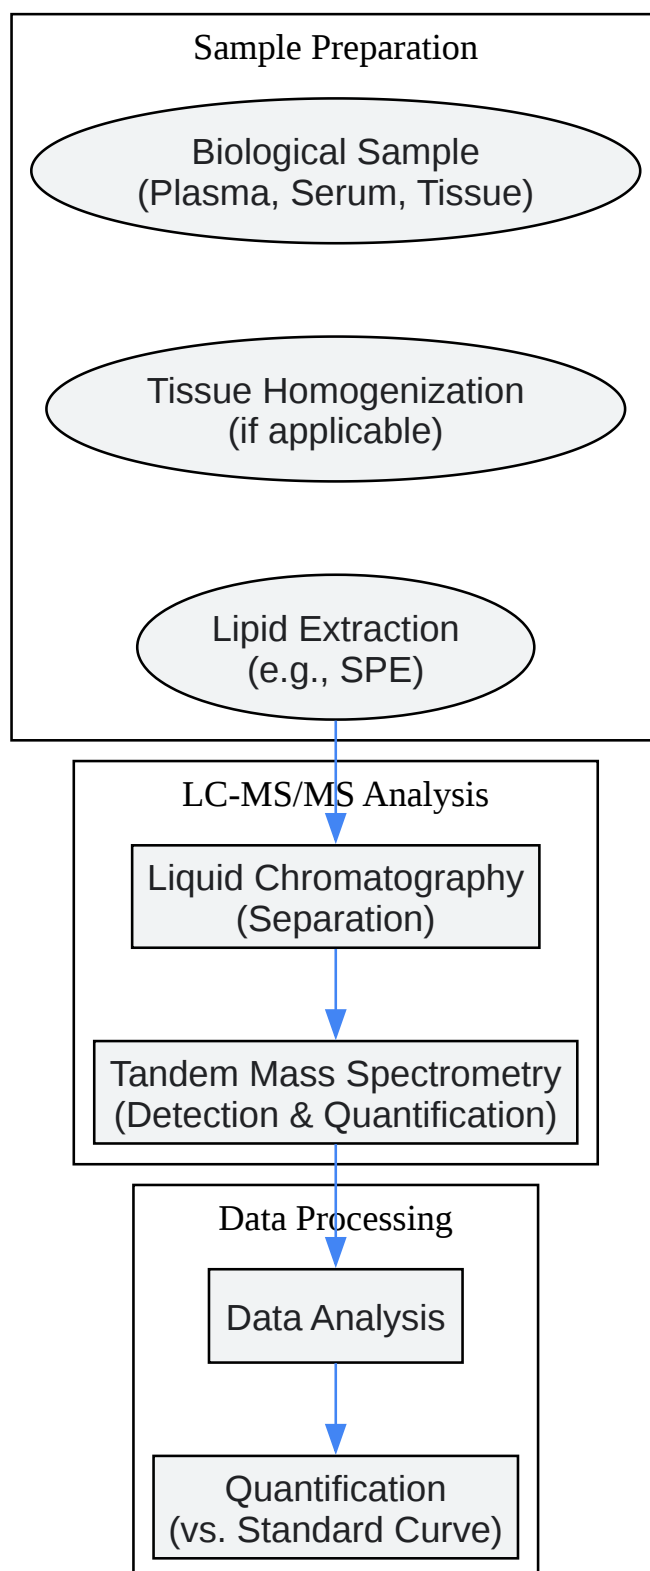 Sample Preparation
Biological Sample
(Plasma, Serum, Tissue)
Tissue Homogenization
(if applicable)
Lipid Extraction
(e.g., SPE)
LC-MS/MS Analysis
Liquid Chromatography
(Separation)
Tandem Mass Spectrometry
(Detection & Quantification)
Data Processing
Data Analysis
Quantification
(vs. Standard Curve)